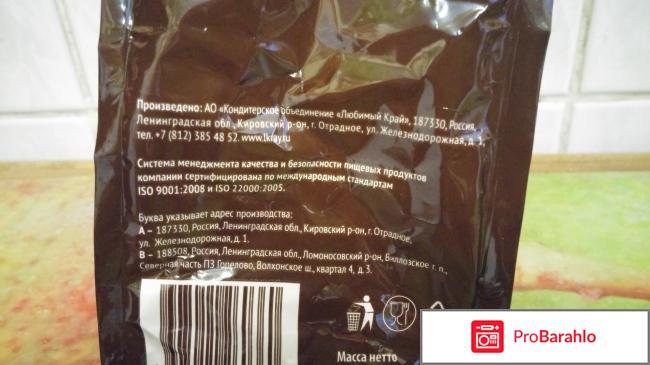 Произведено: АО «Кондитерское объединение «Любимый Край», 187330, Россия,
Ленинградская обл., Кировский р-он, г. Отрадное, ул. Железнодорожная, д.1.
тел. +7 (812) 385 48 52. www.lkray.ru
Система менеджмента качества и безопасности пищевых продуктов
компании сертифицирована по международным стандартам
ISO 9001:2008 и ISO 22000:2005.
Буква указывает адрес производства:
А – 187330, Россия, Ленинградская обл., Кировский р-он, г. Отрадное,
ул. Железнодорожная, д.1.
В – 188508, Россия, Ленинградская обл., Ломоносовский р-он, Виллозское г. п.,
Северная часть ПЗ Горелово, Волхонское ш., квартал 4, д.3.
Масса нетто
ProBarahlo